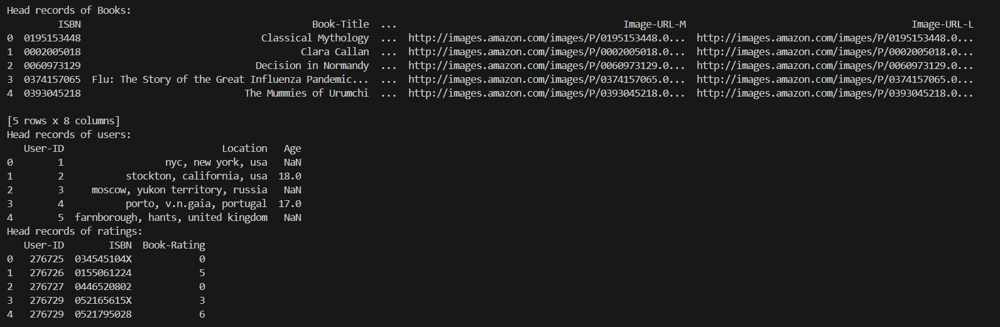 Head records of Books:
         ISBN                                         Book-Title  ...                                        Image-URL-M                                        Image-URL-L
0  0195153448                                Classical Mythology  ...  http://images.amazon.com/images/P/0195153448.0...  http://images.amazon.com/images/P/0195153448.0...
1  0002005018                                       Clara Callan  ...  http://images.amazon.com/images/P/0002005018.0...  http://images.amazon.com/images/P/0002005018.0...
2  0060973129                               Decision in Normandy  ...  http://images.amazon.com/images/P/0060973129.0...  http://images.amazon.com/images/P/0060973129.0...
3  0374157065  Flu: The Story of the Great Influenza Pandemic...  ...  http://images.amazon.com/images/P/0374157065.0...  http://images.amazon.com/images/P/0374157065.0...
4  0393045218                             The Mummies of Urumchi  ...  http://images.amazon.com/images/P/0393045218.0...  http://images.amazon.com/images/P/0393045218.0...
[5 rows x 8 columns]
Head records of users:
   User-ID                            Location   Age
0        1                  nyc, new york, usa   NaN
1        2           stockton, california, usa  18.0
2        3     moscow, yukon territory, russia   NaN
3        4           porto, v.n.gaia, portugal  17.0
4        5  farnborough, hants, united kingdom   NaN
Head records of ratings:
   User-ID        ISBN  Book-Rating
0   276725  034545104X            0
1   276726  0155061224            5
2   276727  0446520802            0
3   276729  052165615X            3
4   276729  0521795028            6